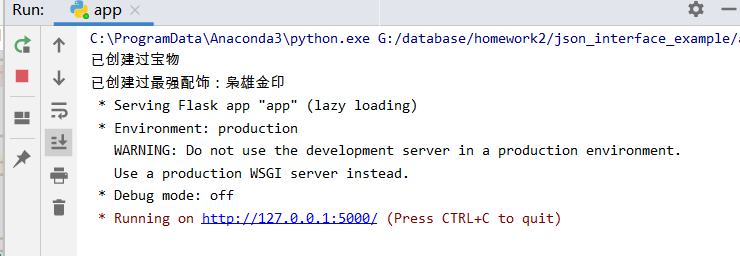 Run: app
C:\ProgramData\Anaconda3\python.exe G:/database/homework2/json_interface_example/
已创建过宝物
已创建过最强配饰：枭雄金印
* Serving Flask app "app" (lazy loading)
* Environment: production
WARNING: Do not use the development server in a production environment.
Use a production WSGI server instead.
* Debug mode: off
* Running on http://127.0.0.1:5000/ (Press CTRL+C to quit)